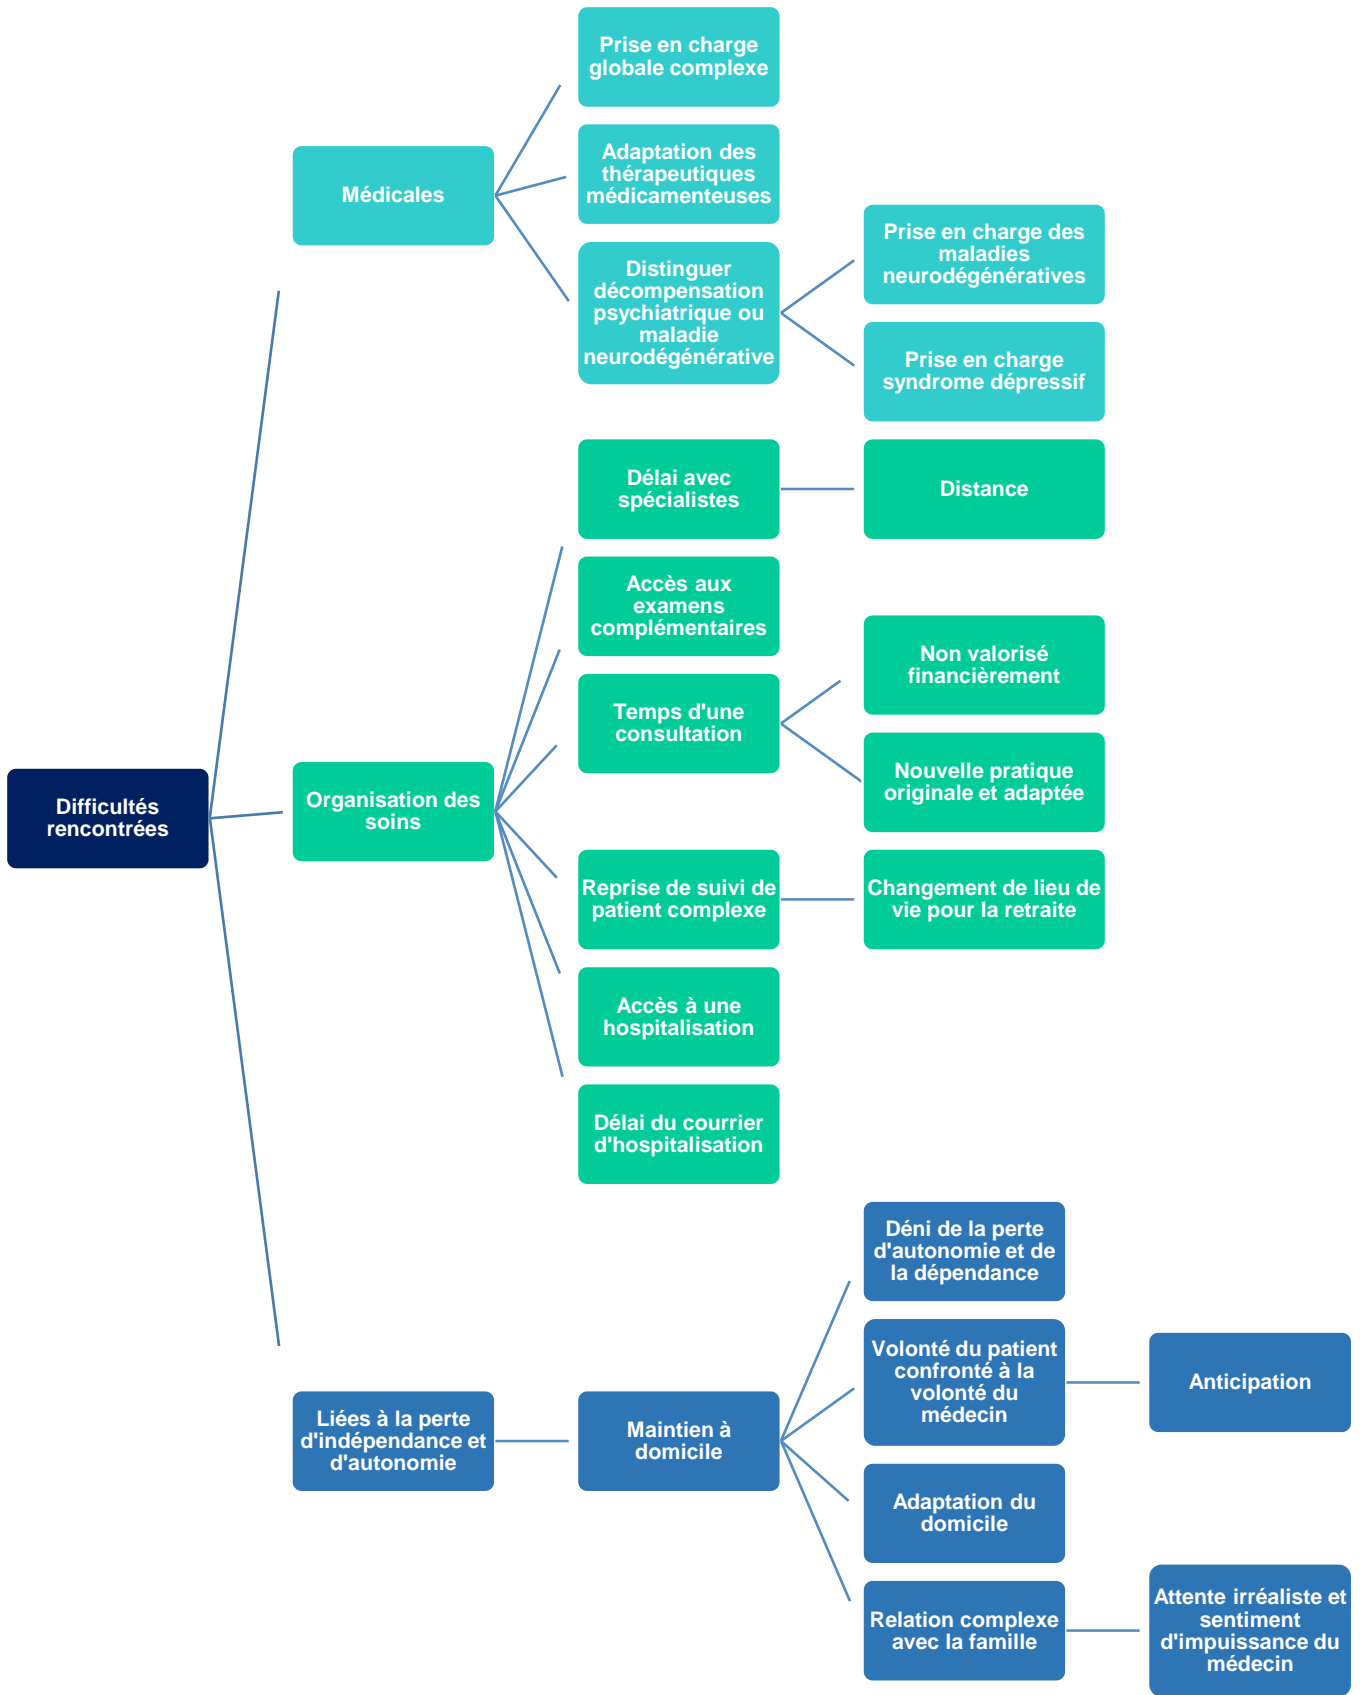 Difficultés
rencontrées
Médicales
Prise en charge
globale complexe
Adaptation des
thérapeutiques
médicamenteuses
Distinguer
décompensation
psychiatrique ou
maladie
neurodégénérative
Prise en charge des
maladies
neurodégénératives
Prise en charge
syndrome dépressif
Organisation des
soins
Délai avec
spécialistes
Distance
Accès aux
examens
complémentaires
Temps d'une
consultation
Non valorisé
financièrement
Nouvelle pratique
originale et adaptée
Reprise de suivi de
patient complexe
Changement de lieu de
vie pour la retraite
Accès à une
hospitalisation
Délai du courrier
d'hospitalisation
Liées à la perte
d'indépendance et
d'autonomie
Maintien à
domicile
Déni de la perte
d'autonomie et de
la dépendance
Volonté du patient
confronté à la
volonté du
médecin
Anticipation
Adaptation du
domicile
Relation complexe
avec la famille
Attente irréaliste et
sentiment
d'impuissance du
médecin